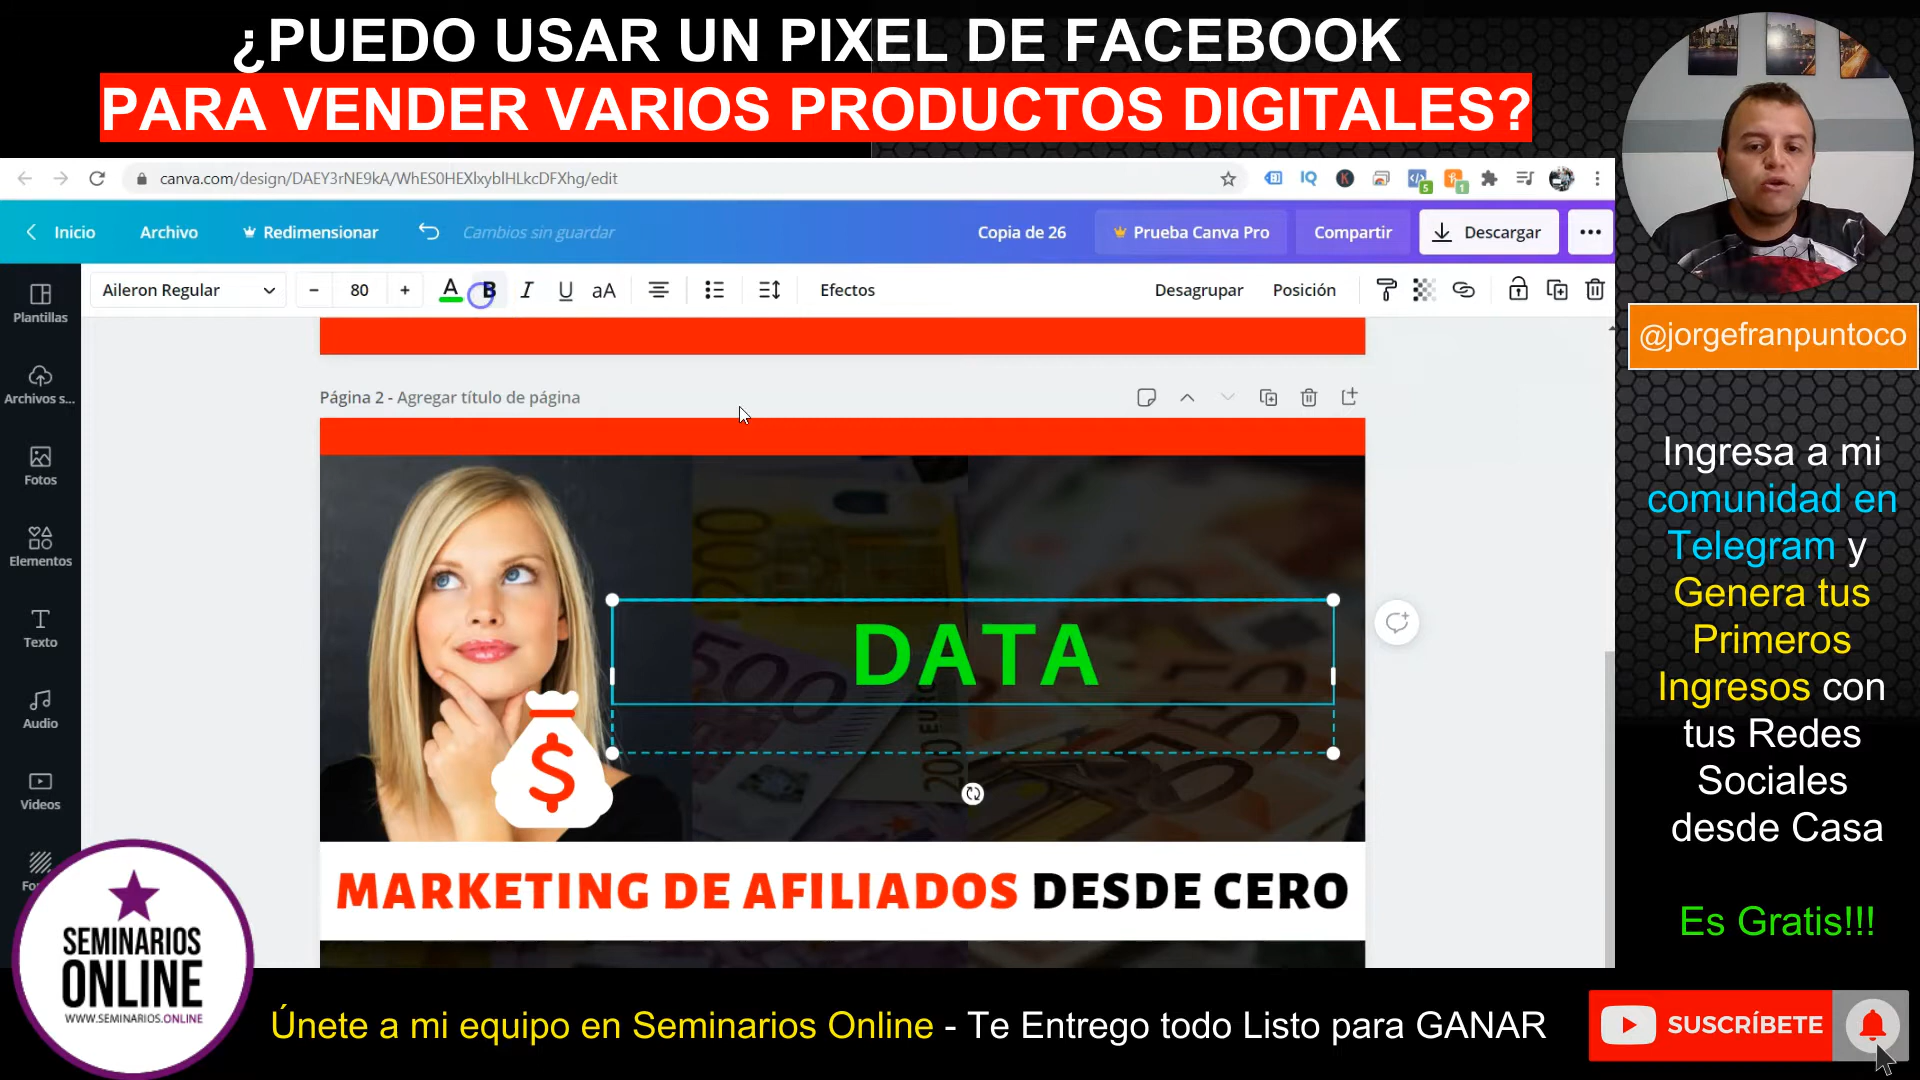 ¿PUEDO USAR UN PIXEL DE FACEBOOK
PARA VENDER VARIOS PRODUCTOS DIGITALES?
canva.com/design/DAEY3rNE9kA/WhES0HEXlxyblHLkcDFXhg/edit
IQ
K
5
1
Inicio
Archivo
Redimensionar
Cambios sin guardar
Copia de 26
Prueba Canva Pro
Compartir
Descargar
Aileron Regular
80
A
B
I
U
aA
Efectos
Desagrupar
Posición
Plantillas
Archivos s...
Fotos
Elementos
Texto
Audio
Videos
Página 2 - Agregar título de página
DATA
$
MARKETING DE AFILIADOS DESDE CERO
@jorgefranpuntoco
Ingresa a mi
comunidad en
Telegram y
Genera tus
Primeros
Ingresos con
tus Redes
Sociales
desde Casa
Es Gratis!!!
SEMINARIOS
ONLINE
WWW.SEMINARIOS.ONLINE
Únete a mi equipo en Seminarios Online - Te Entrego todo Listo para GANAR
SUSCRÍBETE